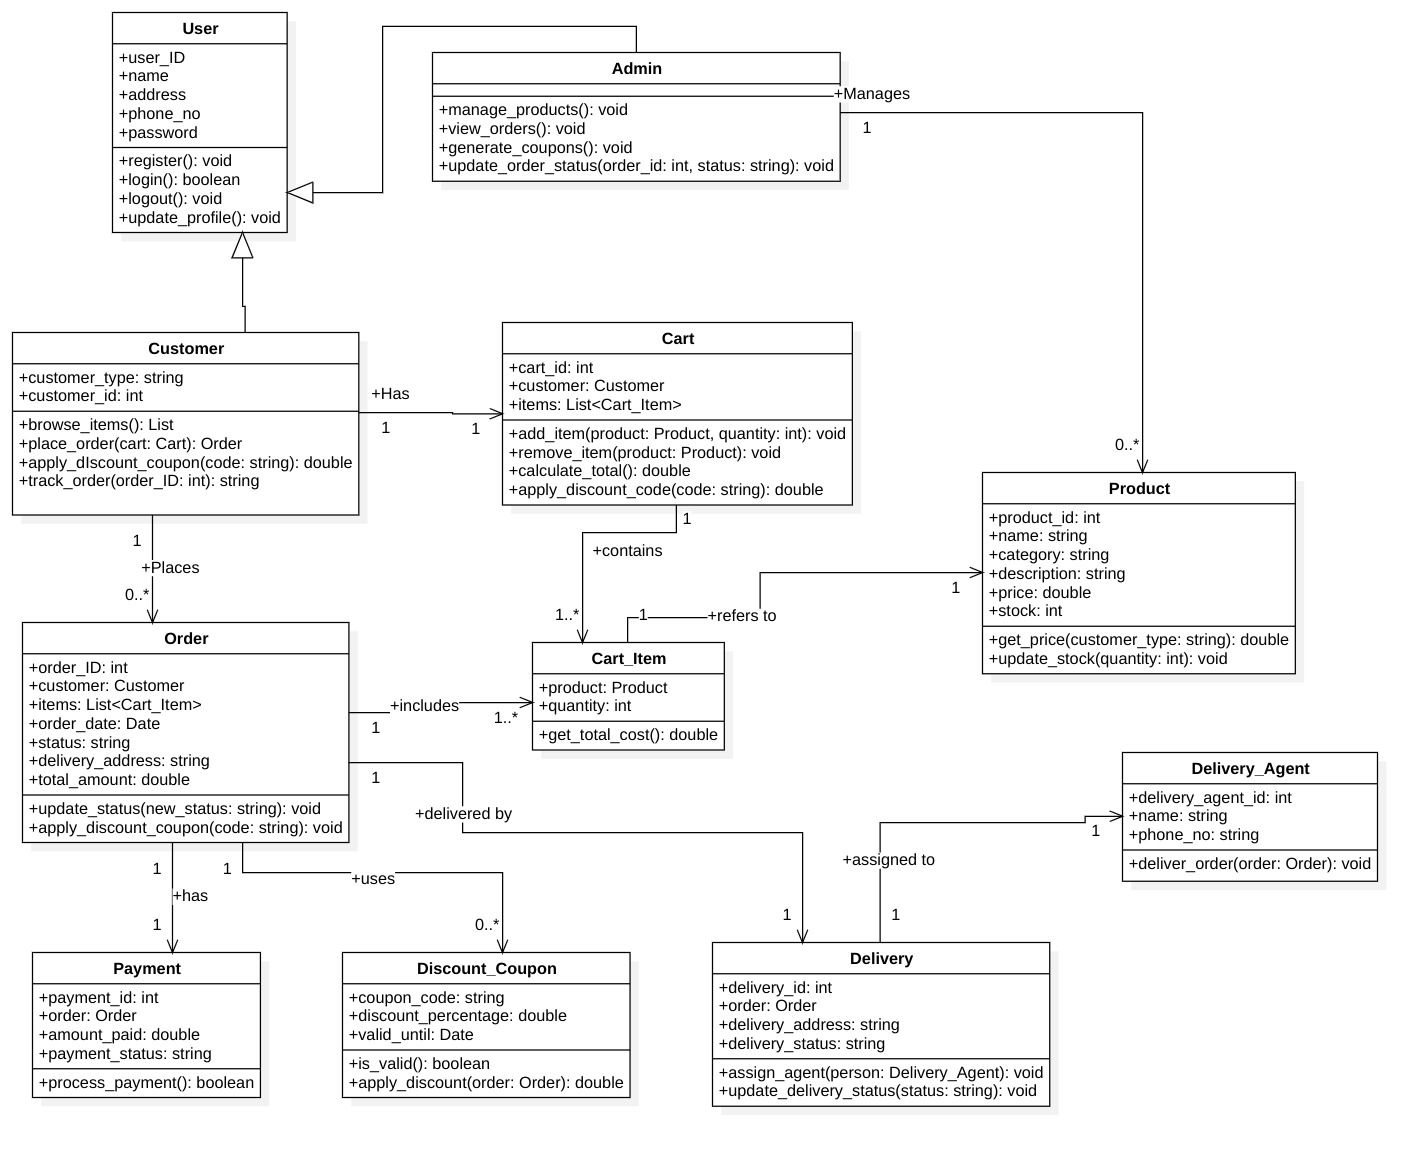 User
+user_ID
+name
+address
+phone_no
+password
+register(): void
+login(): boolean
+logout(): void
+update_profile(): void
Admin
+manage_products(): void
+view_orders(): void
+generate_coupons(): void
+update_order_status(order_id: int, status: string): void
+Manages
1
0..*
Customer
+customer_type: string
+customer_id: int
+browse_items(): List
+place_order(cart: Cart): Order
+apply_dIscount_coupon(code: string): double
+track_order(order_ID: int): string
+Has
1
1
Cart
+cart_id: int
+customer: Customer
+items: List<Cart_Item>
+add_item(product: Product, quantity: int): void
+remove_item(product: Product): void
+calculate_total(): double
+apply_discount_code(code: string): double
1
+contains
1..*
Product
+product_id: int
+name: string
+category: string
+description: string
+price: double
+stock: int
+get_price(customer_type: string): double
+update_stock(quantity: int): void
1
+Places
0..*
1
+refers to
1
Order
+order_ID: int
+customer: Customer
+items: List<Cart_Item>
+order_date: Date
+status: string
+delivery_address: string
+total_amount: double
+update_status(new_status: string): void
+apply_discount_coupon(code: string): void
+includes
1
1..*
Cart_Item
+product: Product
+quantity: int
+get_total_cost(): double
1
+delivered by
1
Delivery_Agent
+delivery_agent_id: int
+name: string
+phone_no: string
+deliver_order(order: Order): void
1
+assigned to
1
1
+has
1
1
+uses
0..*
Payment
+payment_id: int
+order: Order
+amount_paid: double
+payment_status: string
+process_payment(): boolean
Discount_Coupon
+coupon_code: string
+discount_percentage: double
+valid_until: Date
+is_valid(): boolean
+apply_discount(order: Order): double
Delivery
+delivery_id: int
+order: Order
+delivery_address: string
+delivery_status: string
+assign_agent(person: Delivery_Agent): void
+update_delivery_status(status: string): void